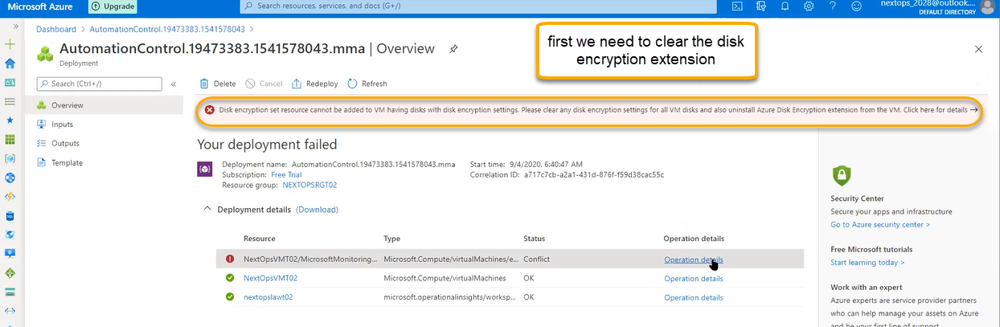 Microsoft Azure
Upgrade
Search resources, services, and docs (G+/)
nextops_2028@outlook....
DEFAULT DIRECTORY
Dashboard > AutomationControl.19473383.1541578043 >
AutomationControl.19473383.1541578043.mma | Overview
Deployment
first we need to clear the disk
encryption extension
Search (Ctrl+/)
«
Delete Cancel Redeploy Refresh
Overview
Inputs
Outputs
Template
Disk encryption set resource cannot be added to VM having disks with disk encryption settings. Please clear any disk encryption settings for all VM disks and also uninstall Azure Disk Encryption extension from the VM. Click here for details →
Your deployment failed
Deployment name: AutomationControl.19473383.1541578043.mma
Subscription: Free Trial
Resource group: NEXTOPSRGT02
Start time: 9/4/2020, 6:40:47 AM
Correlation ID: a717c7cb-a2a1-431d-876f-f59d38cac55c
Deployment details (Download)
Resource Type Status Operation details
NextOpsVMT02/MicrosoftMonitoring... Microsoft.Compute/virtualMachines/e... Conflict Operation details
NextOpsVMT02 Microsoft.Compute/virtualMachines OK Operation details
nextopslawt02 microsoft.operationalinsights/worksp... OK Operation details
Security Center
Secure your apps and infrastructure
Go to Azure security center >
Free Microsoft tutorials
Start learning today >
Work with an expert
Azure experts are service provider partners
who can help manage your assets on Azure
and be your first line of support.